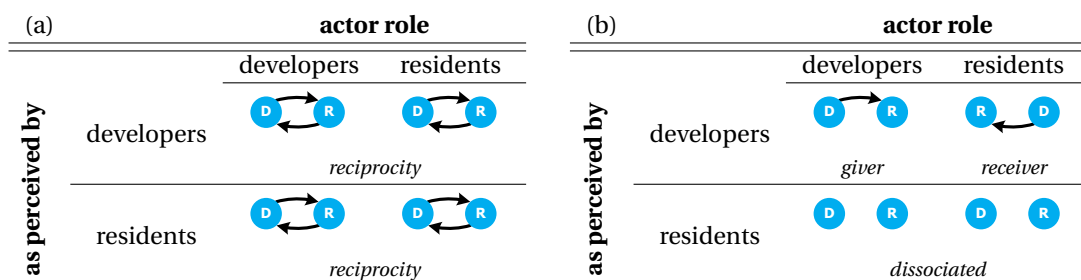 (a) actor role
developers residents
D R D R
developers
reciprocity
D R D R
residents
reciprocity
as perceived by
(b) actor role
developers residents
D R R D
developers
giver receiver
D R D R
residents
dissociated
as perceived by